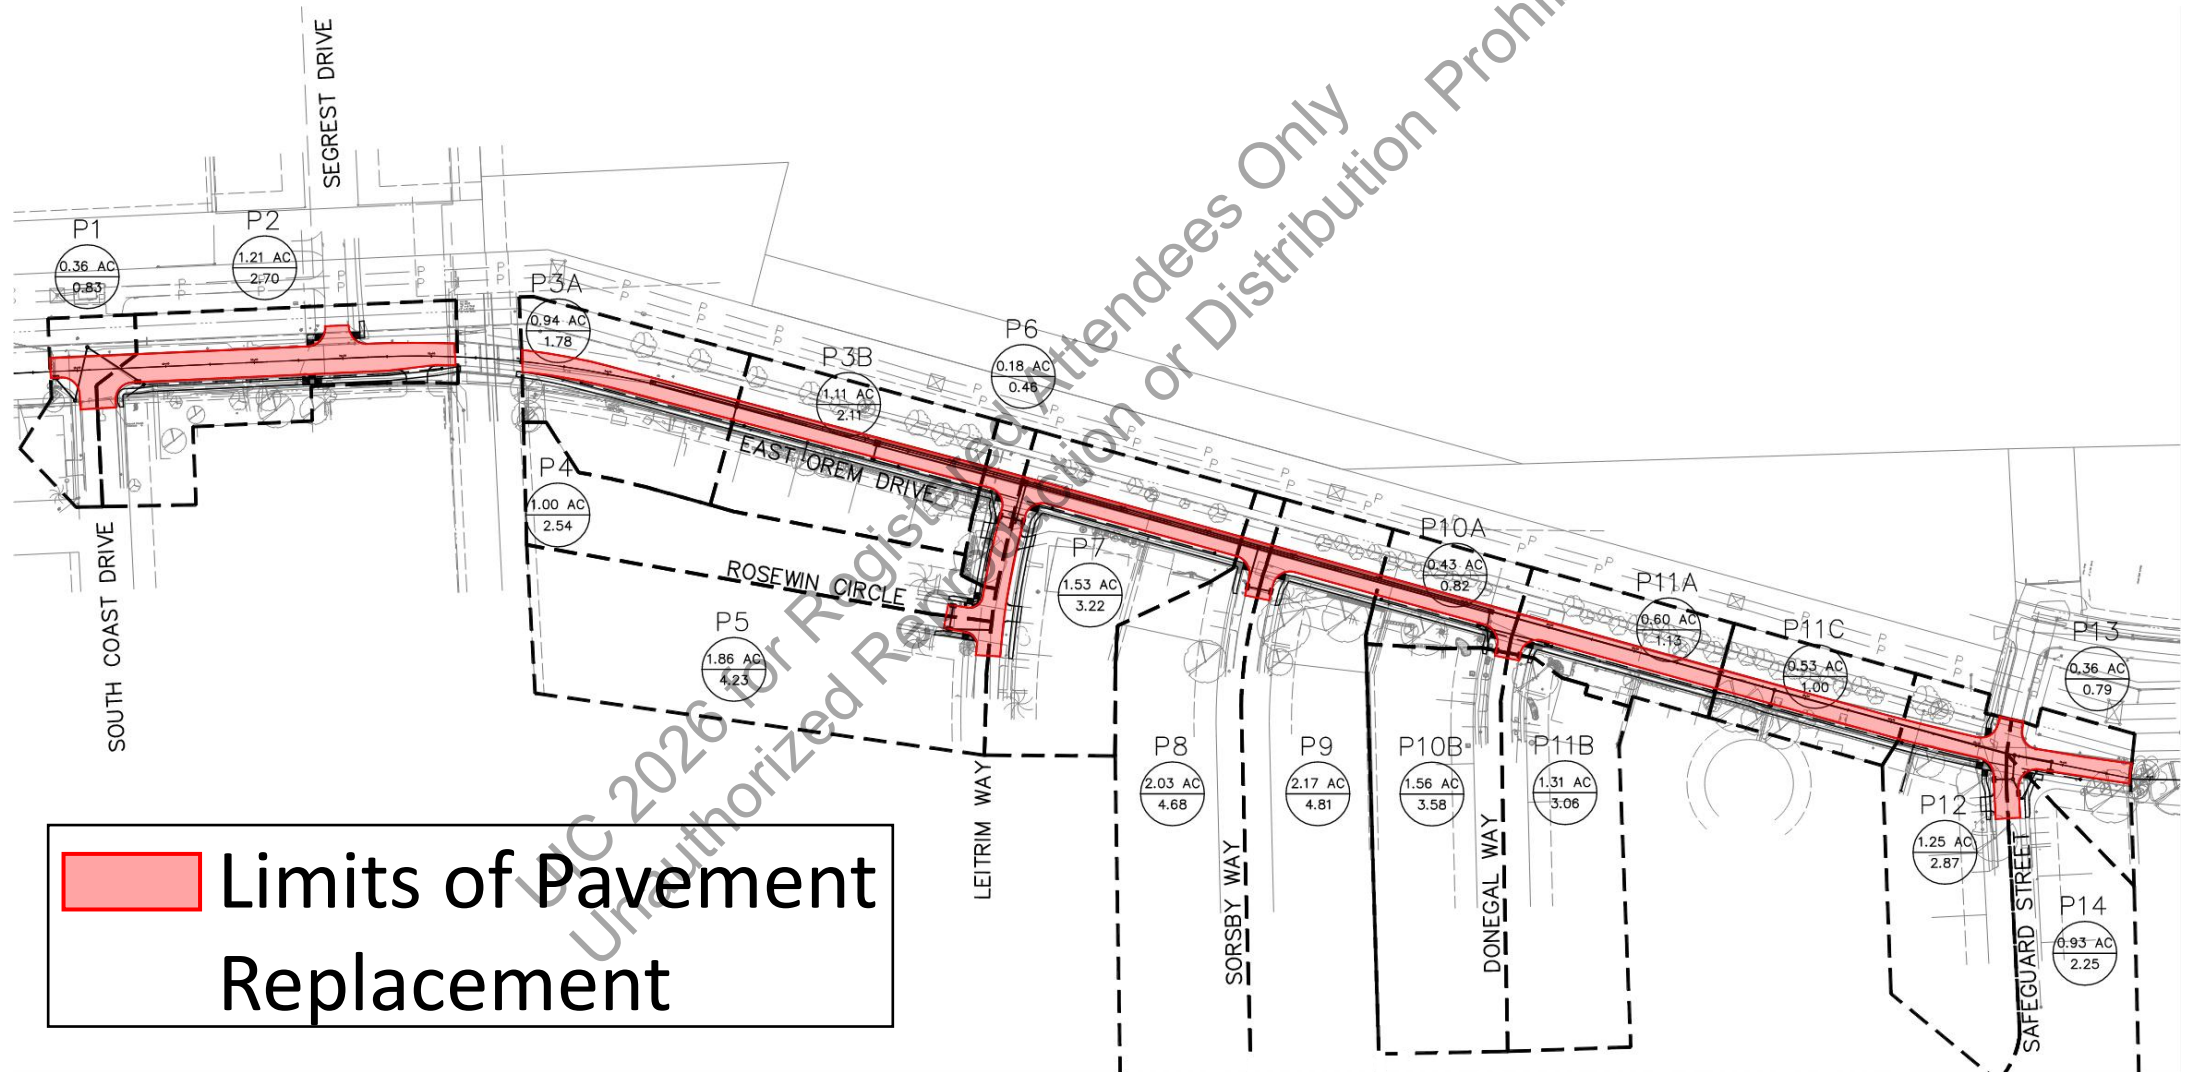 SEGREST DRIVE
P1
0.36 AC
0.83
P2
1.21 AC
2.70
P3A
0.94 AC
1.78
P3B
1.11 AC
2.11
P6
0.18 AC
0.46
EAST OREM DRIVE
P4
1.00 AC
2.54
ROSEWIN CIRCLE
P5
1.86 AC
4.23
P7
1.53 AC
3.22
P10A
0.43 AC
0.82
P11A
0.60 AC
1.13
P11C
0.53 AC
1.00
P13
0.36 AC
0.79
SOUTH COAST DRIVE
LEITRIM WAY
P8
2.03 AC
4.68
SORSBY WAY
P9
2.17 AC
4.81
P10B
1.56 AC
3.58
DONEGAL WAY
P11B
1.31 AC
3.06
P12
1.25 AC
2.87
SAFEGUARD STREET
P14
0.93 AC
2.25
Limits of Pavement
Replacement
UIC 2026 for Registered Attendees Only
Unauthorized Reproduction or Distribution Prohi